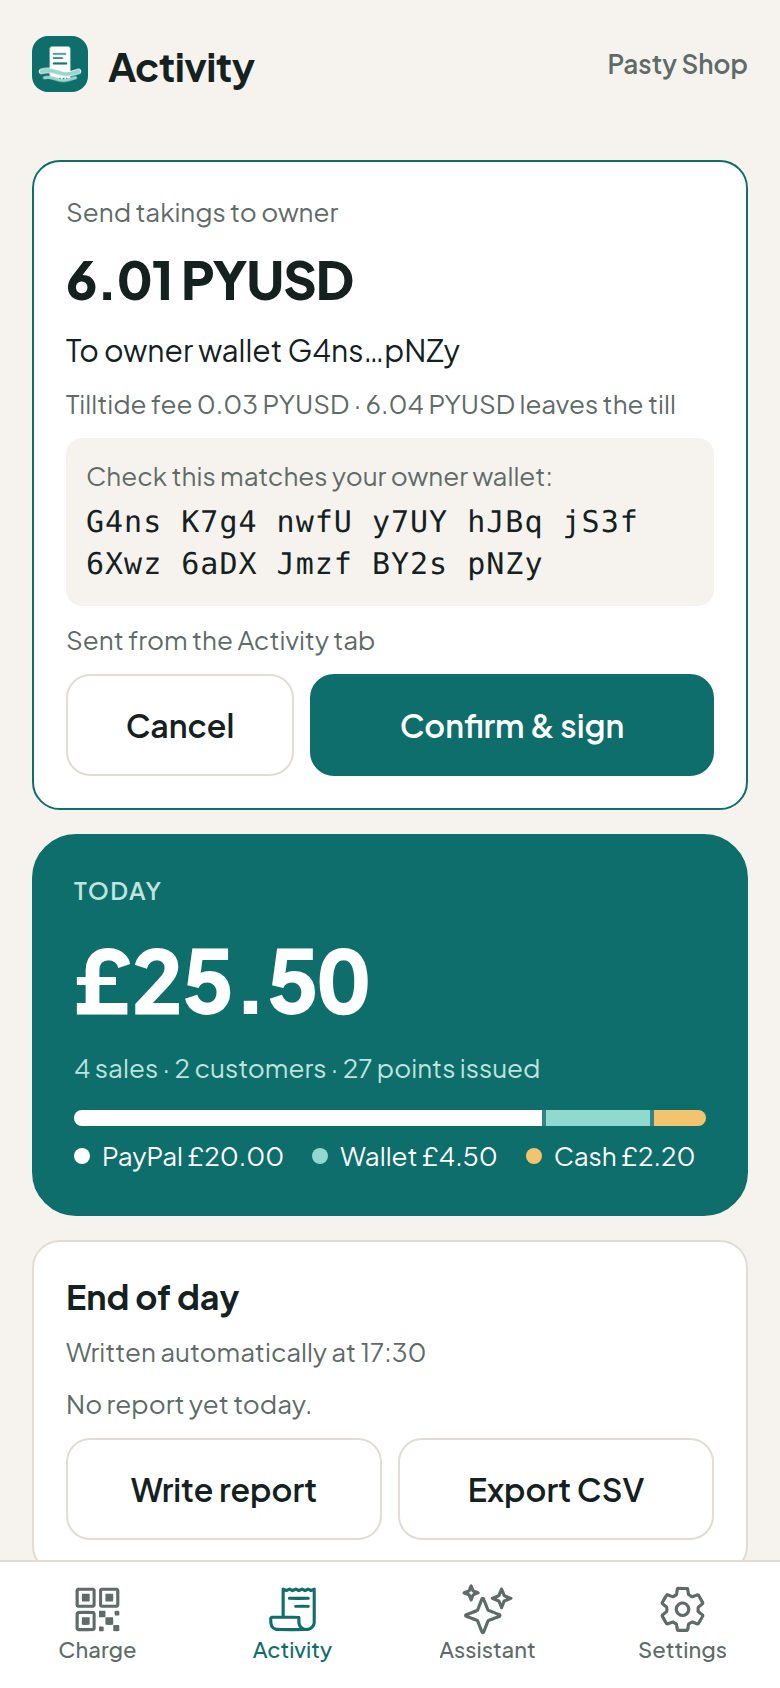 Activity
Pasty Shop
Send takings to owner
6.01 PYUSD
To owner wallet G4ns…pNZy
Tilltide fee 0.03 PYUSD · 6.04 PYUSD leaves the till
Check this matches your owner wallet:
G4ns K7g4 nwfU y7UY hJBq jS3f
6Xwz 6aDX Jmzf BY2s pNZy
Sent from the Activity tab
Cancel
Confirm & sign
TODAY
£25.50
4 sales · 2 customers · 27 points issued
PayPal £20.00 Wallet £4.50 Cash £2.20
End of day
Written automatically at 17:30
No report yet today.
Write report
Export CSV
Charge
Activity
Assistant
Settings